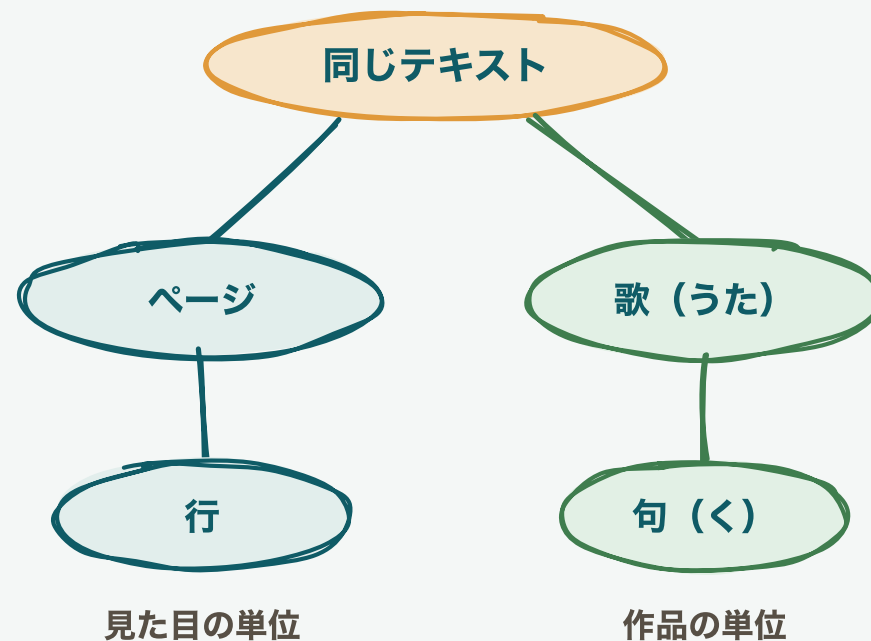 同じテキスト
ページ
歌（うた）
行
句（く）
見た目の単位
作品の単位